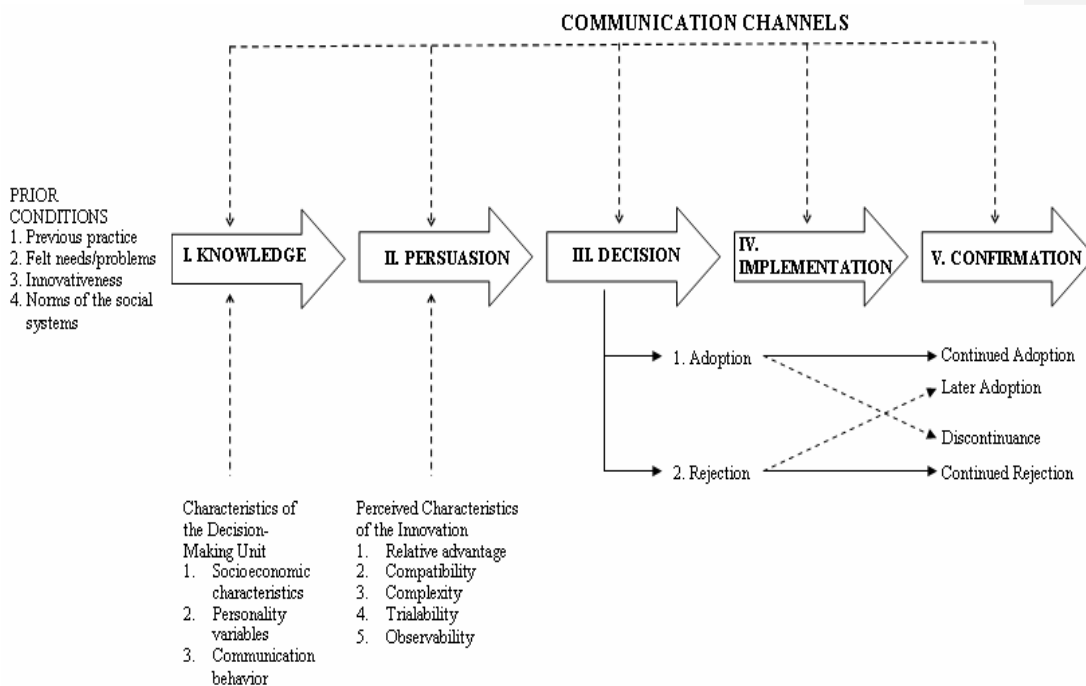 COMMUNICATION CHANNELS
PRIOR
CONDITIONS
1. Previous practice
2. Felt needs/problems
3. Innovativeness
4. Norms of the social
systems
I. KNOWLEDGE
II. PERSUASION
III. DECISION
IV.
IMPLEMENTATION
V. CONFIRMATION
1. Adoption
Continued Adoption
Later Adoption
Discontinuance
2. Rejection
Continued Rejection
Characteristics of
the Decision-
Making Unit
1. Socioeconomic
characteristics
2. Personality
variables
3. Communication
behavior
Perceived Characteristics
of the Innovation
1. Relative advantage
2. Compatibility
3. Complexity
4. Trialability
5. Observability